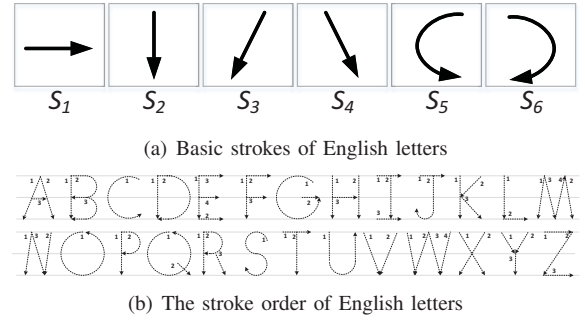 S1 S2 S3 S4 S5 S6
(a) Basic strokes of English letters
A B C D E F G H I J K L M
N O P Q R S T U V W X Y Z
(b) The stroke order of English letters